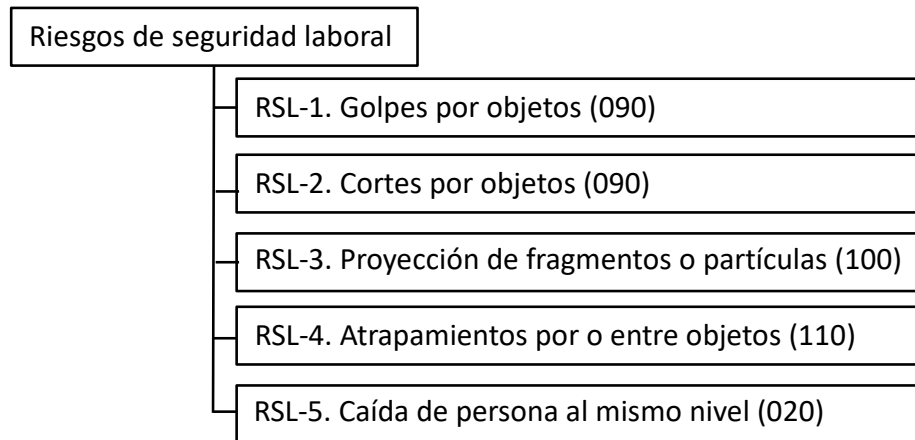 Riesgos de seguridad laboral
RSL-1. Golpes por objetos (090)
RSL-2. Cortes por objetos (090)
RSL-3. Proyección de fragmentos o partículas (100)
RSL-4. Atrapamientos por o entre objetos (110)
RSL-5. Caída de persona al mismo nivel (020)